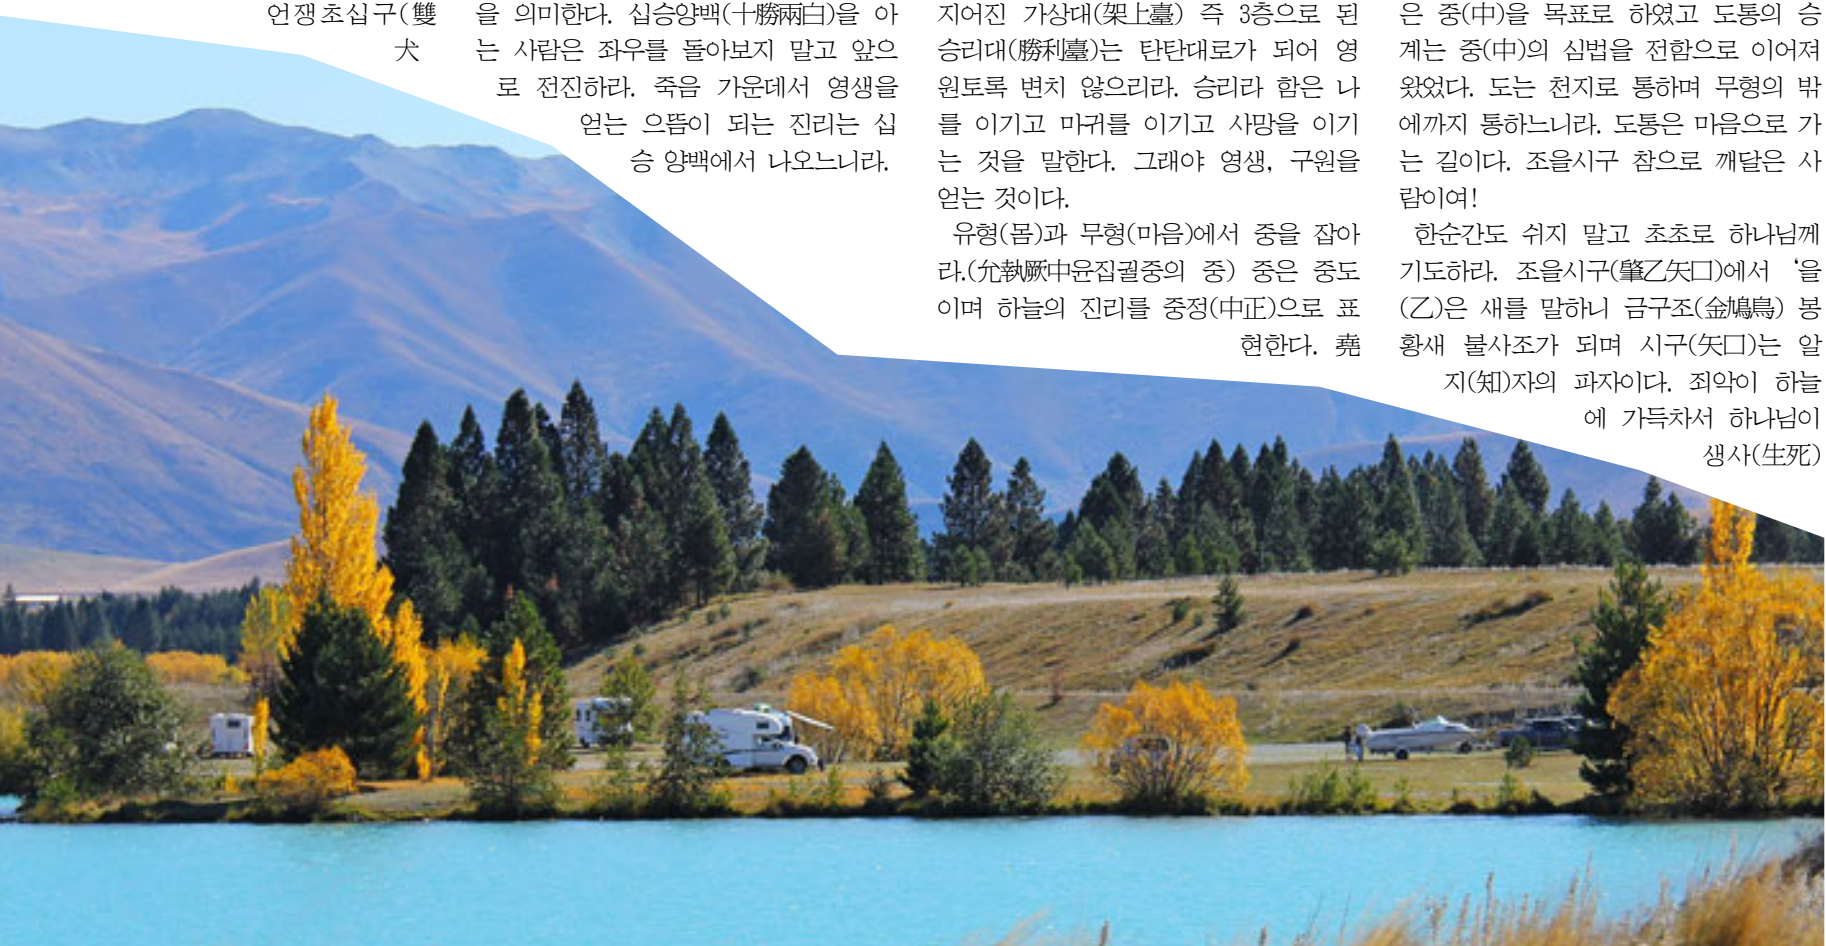 언쟁초십구(雙
犬
을 의미한다. 십승양백(十勝兩白)을 아
는 사람은 좌우를 돌아보지 말고 앞으
로 전진하라. 죽음 가운데서 영생을
얻는 으뜸이 되는 진리는 십
승 양백에서 나오느니라.
지어진 가상대(架上臺) 즉 3층으로 된
승리대(勝利臺)는 탄탄대로가 되어 영
원토록 변치 않으리라. 승리라 함은 나
를 이기고 마귀를 이기고 사망을 이기
는 것을 말한다. 그래야 영생, 구원을
얻는 것이다.
유형(몸)과 무형(마음)에서 중을 잡아
라.(允執厥中윤집궐중의 중) 중은 중도
이며 하늘의 진리를 중정(中正)으로 표
현한다. 堯
은 중(中)을 목표로 하였고 도통의 승
계는 중(中)의 심법을 전함으로 이어져
왔었다. 도는 천지로 통하며 무형의 밖
에까지 통하느니라. 도통은 마음으로 가
는 길이다. 조을시구 참으로 깨달은 사
람이여!
한순간도 쉬지 말고 초초로 하나님께
기도하라. 조을시구(肇乙矢口)에서 ‘을
(乙)은 새를 말하니 금구조(金鳩鳥) 봉
황새 불사조가 되며 시구(矢口)는 알
지(知)자의 파자이다. 죄악이 하늘
에 가득차서 하나님이
생사(生死)